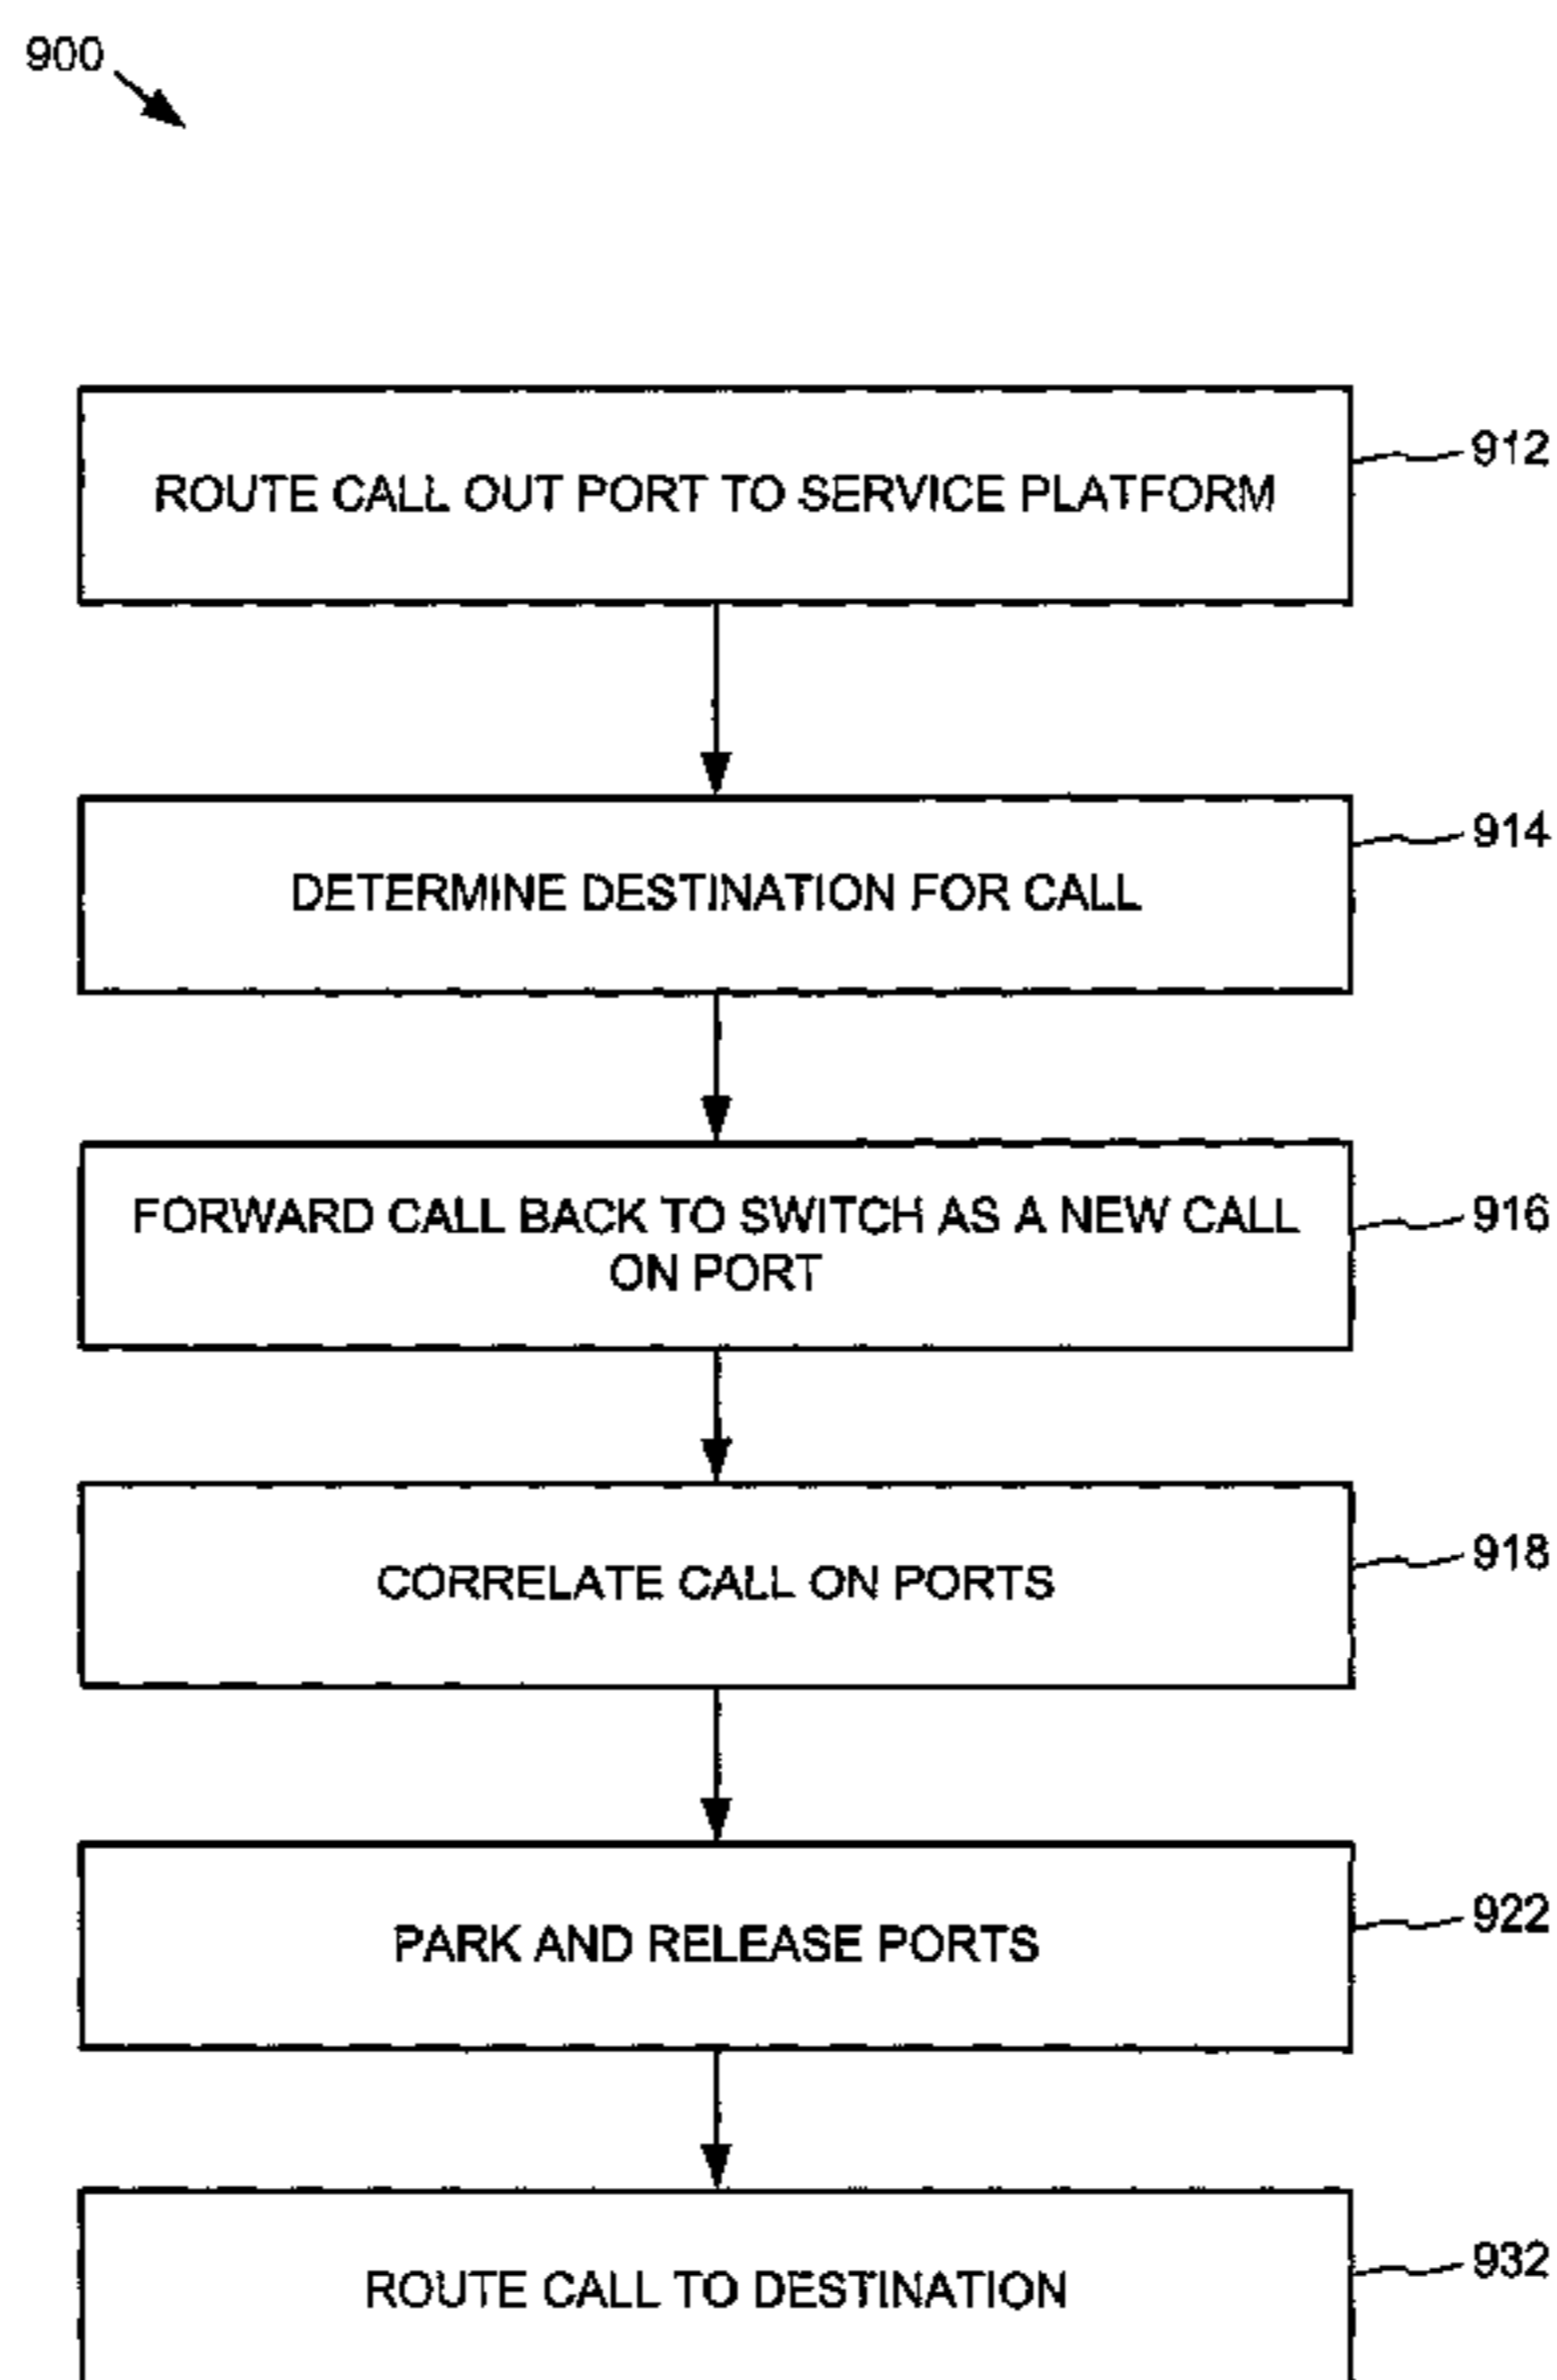 900
ROUTE CALL OUT PORT TO SERVICE PLATFORM
912
DETERMINE DESTINATION FOR CALL
914
FORWARD CALL BACK TO SWITCH AS A NEW CALL
ON PORT
916
CORRELATE CALL ON PORTS
918
PARK AND RELEASE PORTS
922
ROUTE CALL TO DESTINATION
932